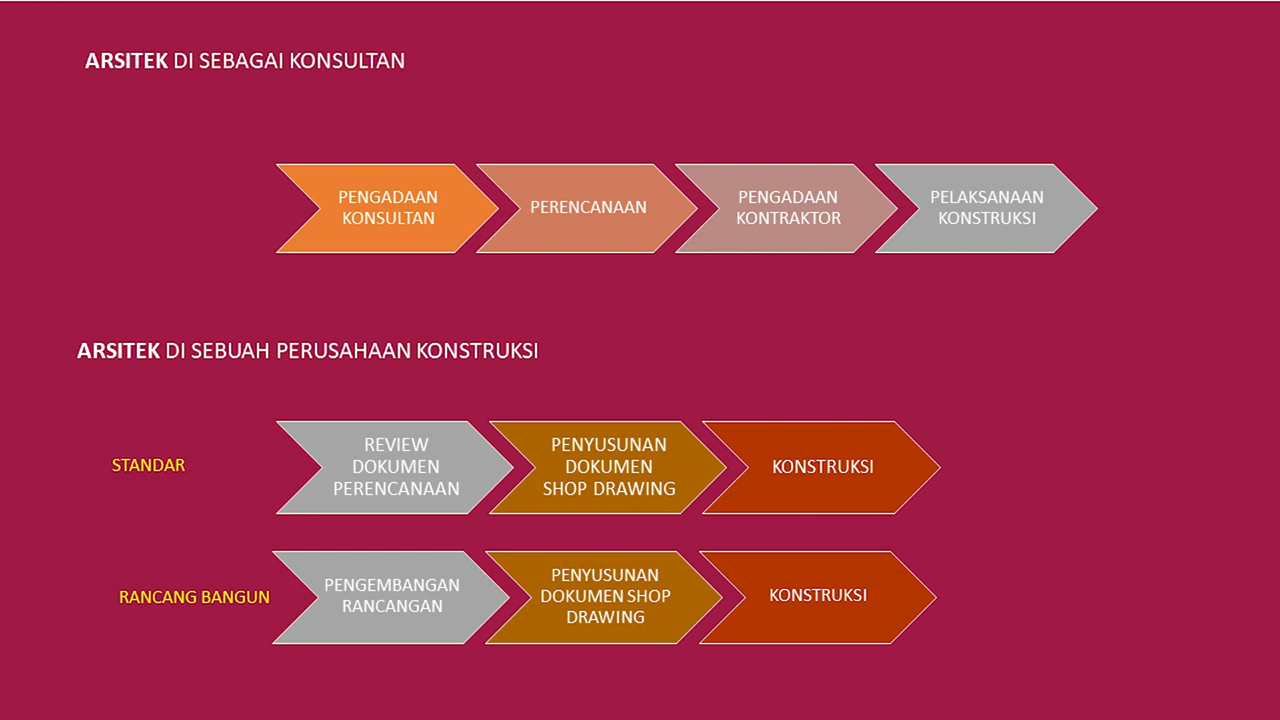 ARSITEK DI SEBAGAI KONSULTAN
PENGADAAN
KONSULTAN
PERENCANAAN
PENGADAAN
KONTRAKTOR
PELAKSANAAN
KONSTRUKSI
ARSITEK DI SEBUAH PERUSAHAAN KONSTRUKSI
STANDAR
REVIEW
DOKUMEN
PERENCANAAN
PENYUSUNAN
DOKUMEN
SHOP DRAWING
KONSTRUKSI
RANCANG BANGUN
PENGEMBANGAN
RANCANGAN
PENYUSUNAN
DOKUMEN SHOP
DRAWING
KONSTRUKSI